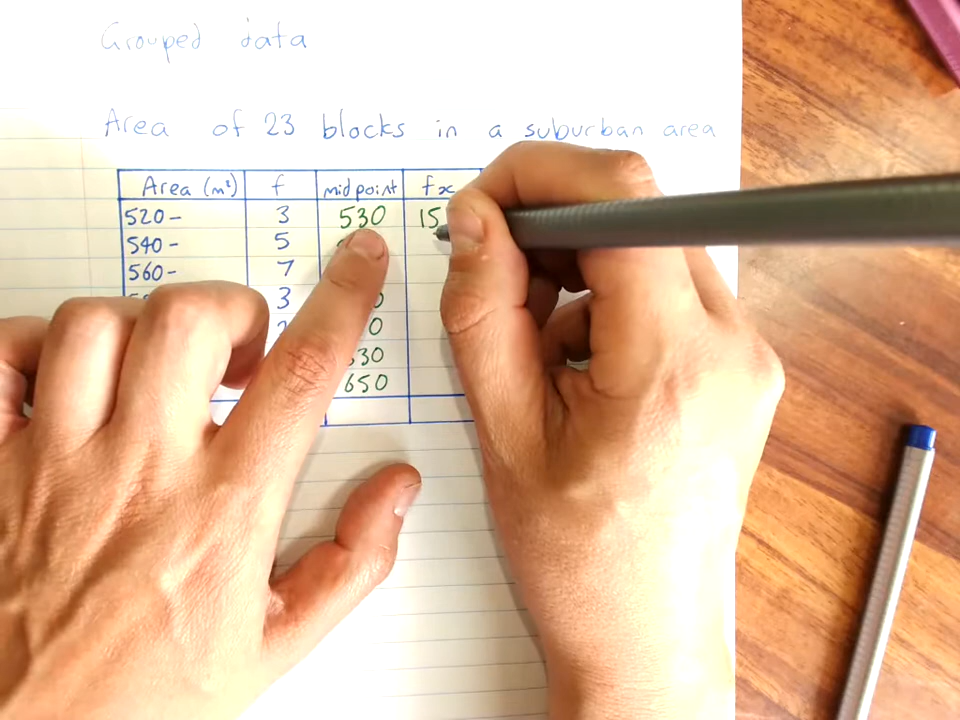 Grouped data
Area of 23 blocks in a suburban area
Area (m²) f midpoint fx
520- 3 530 15
540- 5
560- 7
3
630
650